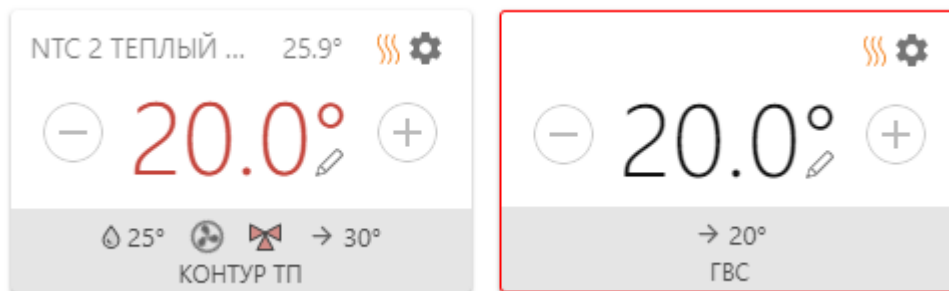 NTC 2 ТЕПЛЫЙ ... 25.9°
20.0°
25° → 30°
КОНТУР ТП
20.0°
→ 20°
ГВС